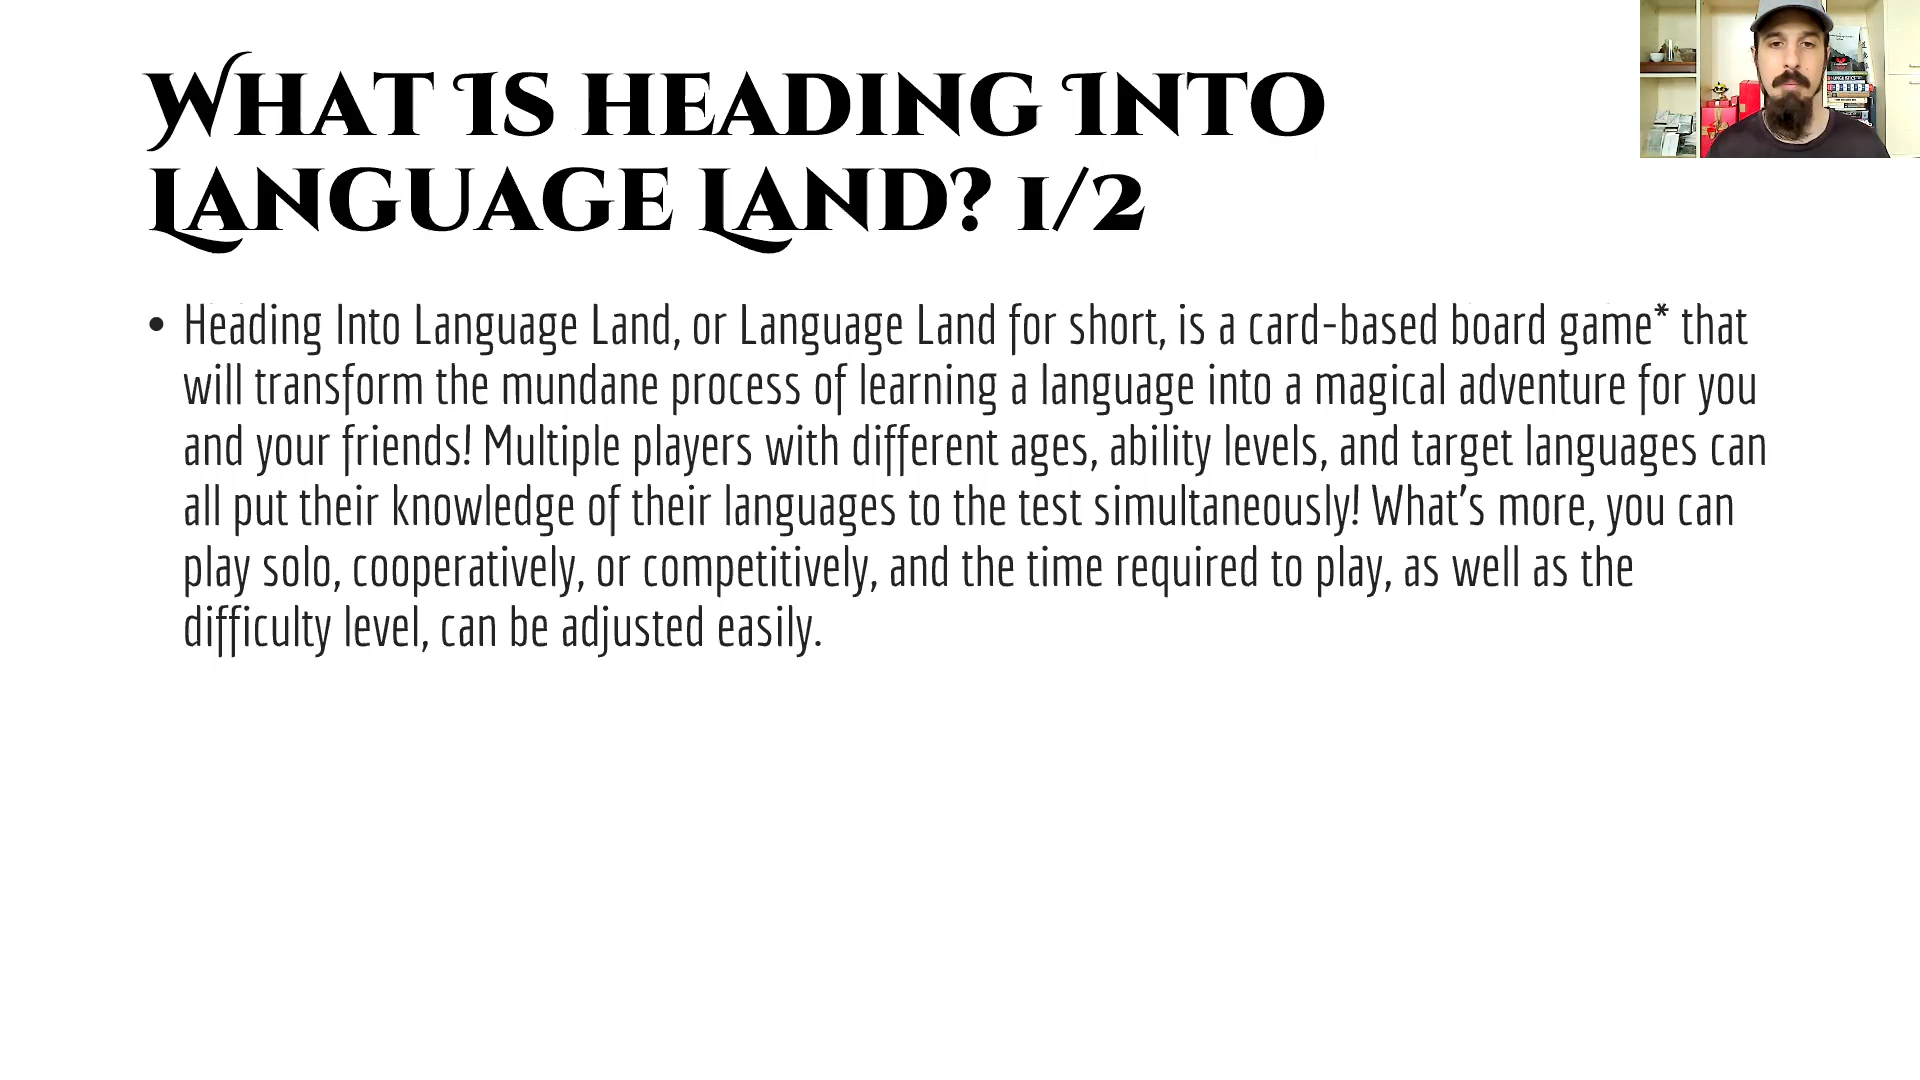 What Is Heading Into
Language Land? 1/2
• Heading Into Language Land, or Language Land for short, is a card-based board game* that
will transform the mundane process of learning a language into a magical adventure for you
and your friends! Multiple players with different ages, ability levels, and target languages can
all put their knowledge of their languages to the test simultaneously! What's more, you can
play solo, cooperatively, or competitively, and the time required to play, as well as the
difficulty level, can be adjusted easily.